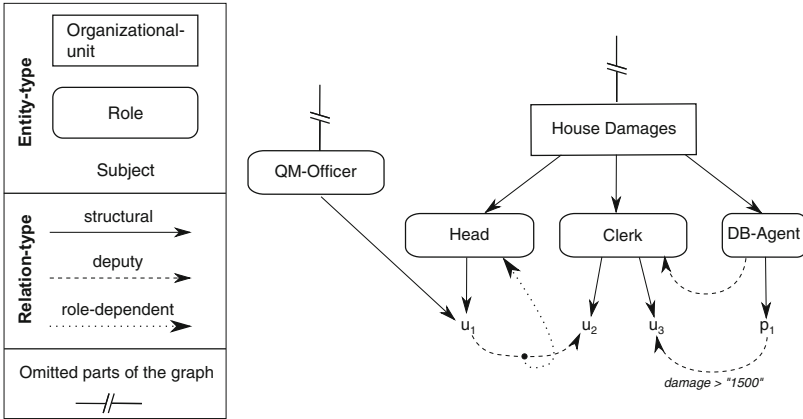 Entity-type
Organizational-
unit
Role
Subject
Relation-type
structural
deputy
role-dependent
Omitted parts of the graph
House Damages
QM-Officer
Head
Clerk
DB-Agent
u1
u2
u3
p1
damage > "1500"